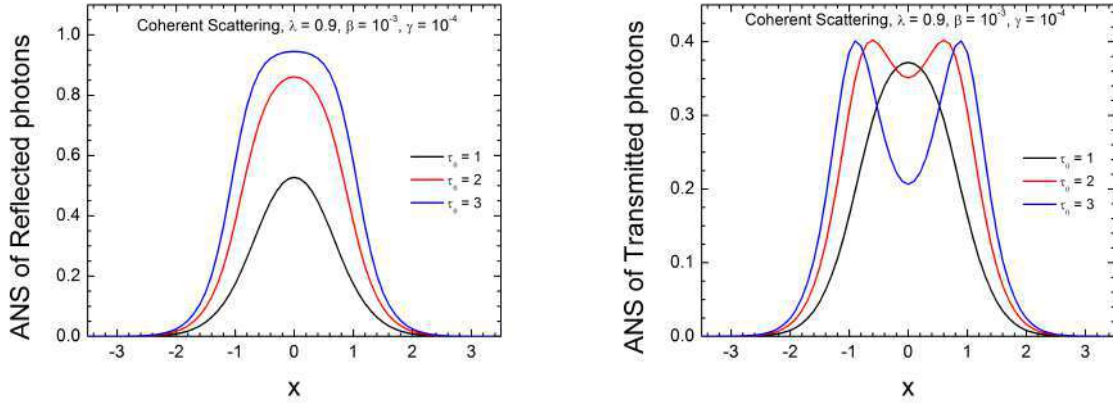 Coherent Scattering, λ = 0.9, β = 10⁻³, γ = 10⁻⁴
ANS of Reflected photons
1.0
0.8
0.6
0.4
0.2
0.0
τ₀ = 1
τ₀ = 2
τ₀ = 3
-3 -2 -1 0 1 2 3
x
Coherent Scattering, λ = 0.9, β = 10⁻³, γ = 10⁻⁴
ANS of Transmitted photons
0.4
0.3
0.2
0.1
0.0
τ₀ = 1
τ₀ = 2
τ₀ = 3
-3 -2 -1 0 1 2 3
x